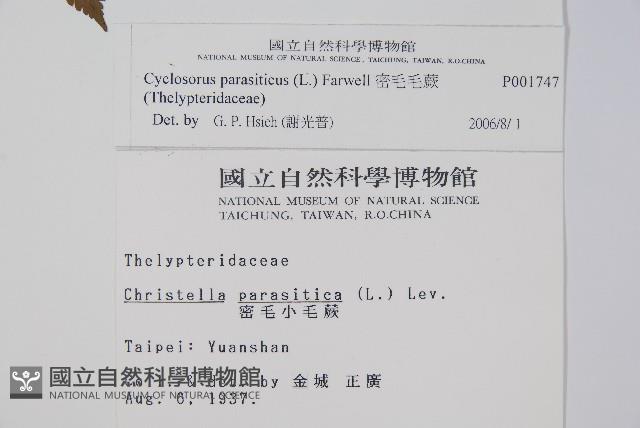 國立自然科學博物館
NATIONAL MUSEUM OF NATURAL SCIENCE, TAICHUNG, TAIWAN, R.O.CHINA
Cyclosorus parasiticus (L.) Farwell 密毛毛蕨 P001747
(Thelypteridaceae)
Det. by G. P. Hsieh (謝光普) 2006/8/1
國立自然科學博物館
NATIONAL MUSEUM OF NATURAL SCIENCE
TAICHUNG, TAIWAN, R.O.CHINA
Thelypteridaceae
Christella parasitica (L.) Lev.
密毛小毛蕨
Taipei: Yuanshan
by 金城 正廣
Aug. 6, 1937.
國立自然科學博物館
NATIONAL MUSEUM OF NATURAL SCIENCE